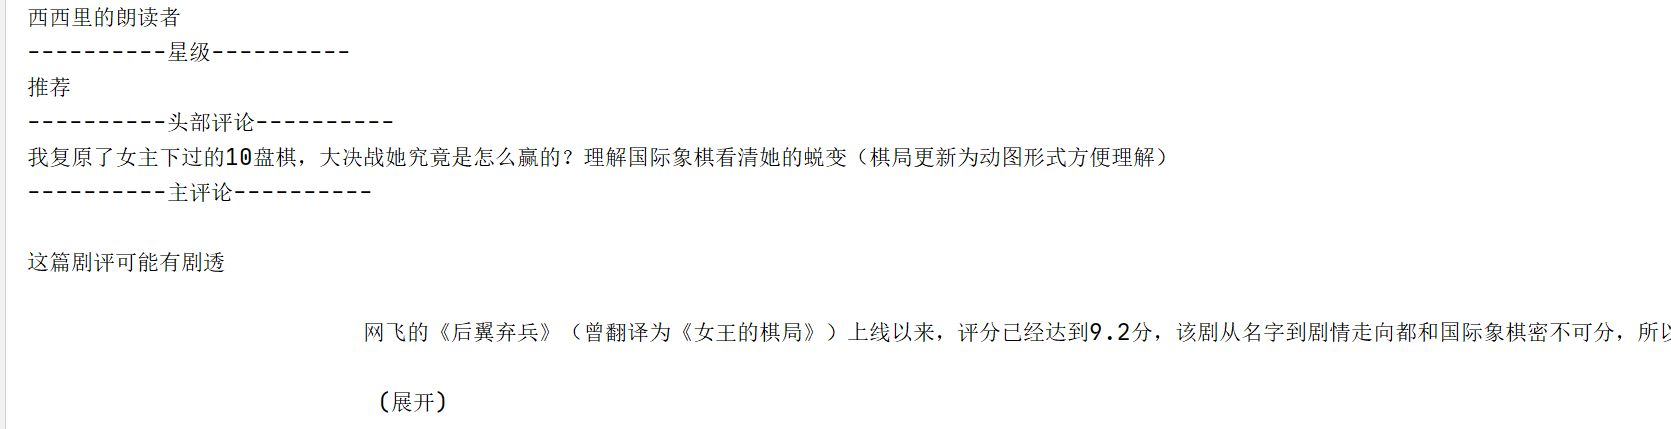 西西里的朗读者
----------星级----------
推荐
----------头部评论----------
我复原了女主下过的10盘棋，大决战她究竟是怎么赢的？理解国际象棋看清她的蜕变（棋局更新为动图形式方便理解）
----------主评论----------
这篇剧评可能有剧透
网飞的《后翼弃兵》（曾翻译为《女王的棋局》）上线以来，评分已经达到9.2分，该剧从名字到剧情走向都和国际象棋密不可分，所以
(展开)